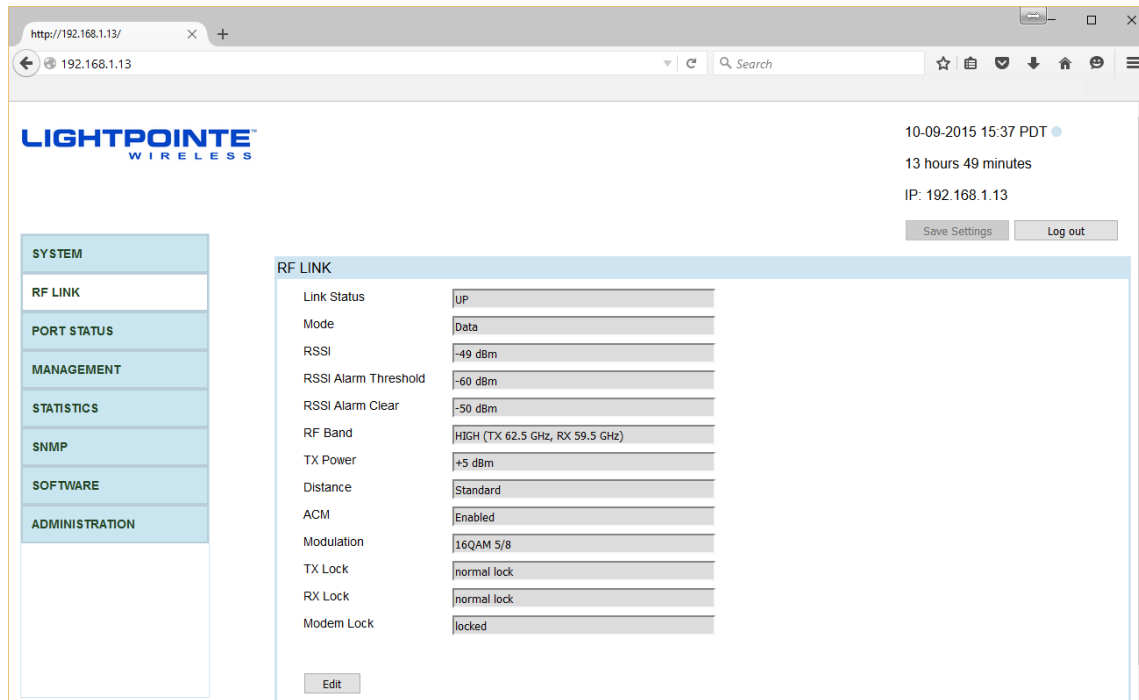 http://192.168.1.13/
192.168.1.13
Search
LIGHTPOINTE™
WIRELESS
10-09-2015 15:37 PDT
13 hours 49 minutes
IP: 192.168.1.13
Save Settings
Log out
SYSTEM
RF LINK
PORT STATUS
MANAGEMENT
STATISTICS
SNMP
SOFTWARE
ADMINISTRATION
RF LINK
Link Status UP
Mode Data
RSSI -49 dBm
RSSI Alarm Threshold -60 dBm
RSSI Alarm Clear -50 dBm
RF Band HIGH (TX 62.5 GHz, RX 59.5 GHz)
TX Power +5 dBm
Distance Standard
ACM Enabled
Modulation 16QAM 5/8
TX Lock normal lock
RX Lock normal lock
Modem Lock locked
Edit